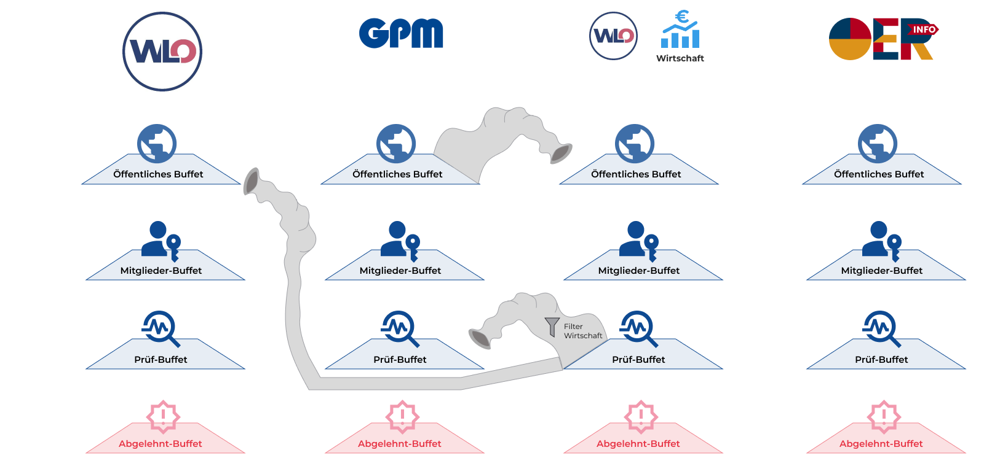 WLO
GPM
WLO
Wirtschaft
OER INFO
Öffentliches Buffet
Öffentliches Buffet
Öffentliches Buffet
Öffentliches Buffet
Mitglieder-Buffet
Mitglieder-Buffet
Mitglieder-Buffet
Mitglieder-Buffet
Filter
Wirtschaft
Prüf-Buffet
Prüf-Buffet
Prüf-Buffet
Prüf-Buffet
Abgelehnt-Buffet
Abgelehnt-Buffet
Abgelehnt-Buffet
Abgelehnt-Buffet